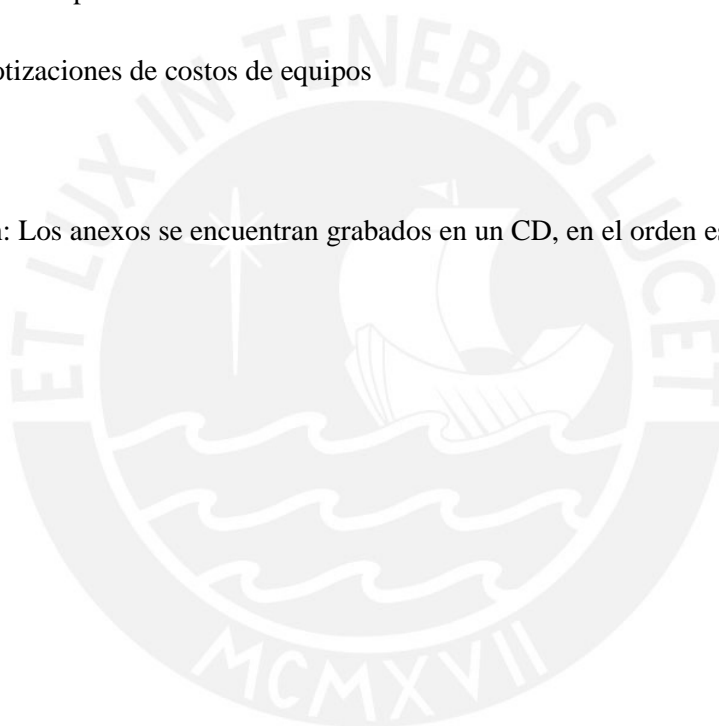 otizaciones de costos de equipos
ET LUX IN TENEBRIS LUCET
n: Los anexos se encuentran grabados en un CD, en el orden es
MCMXVII